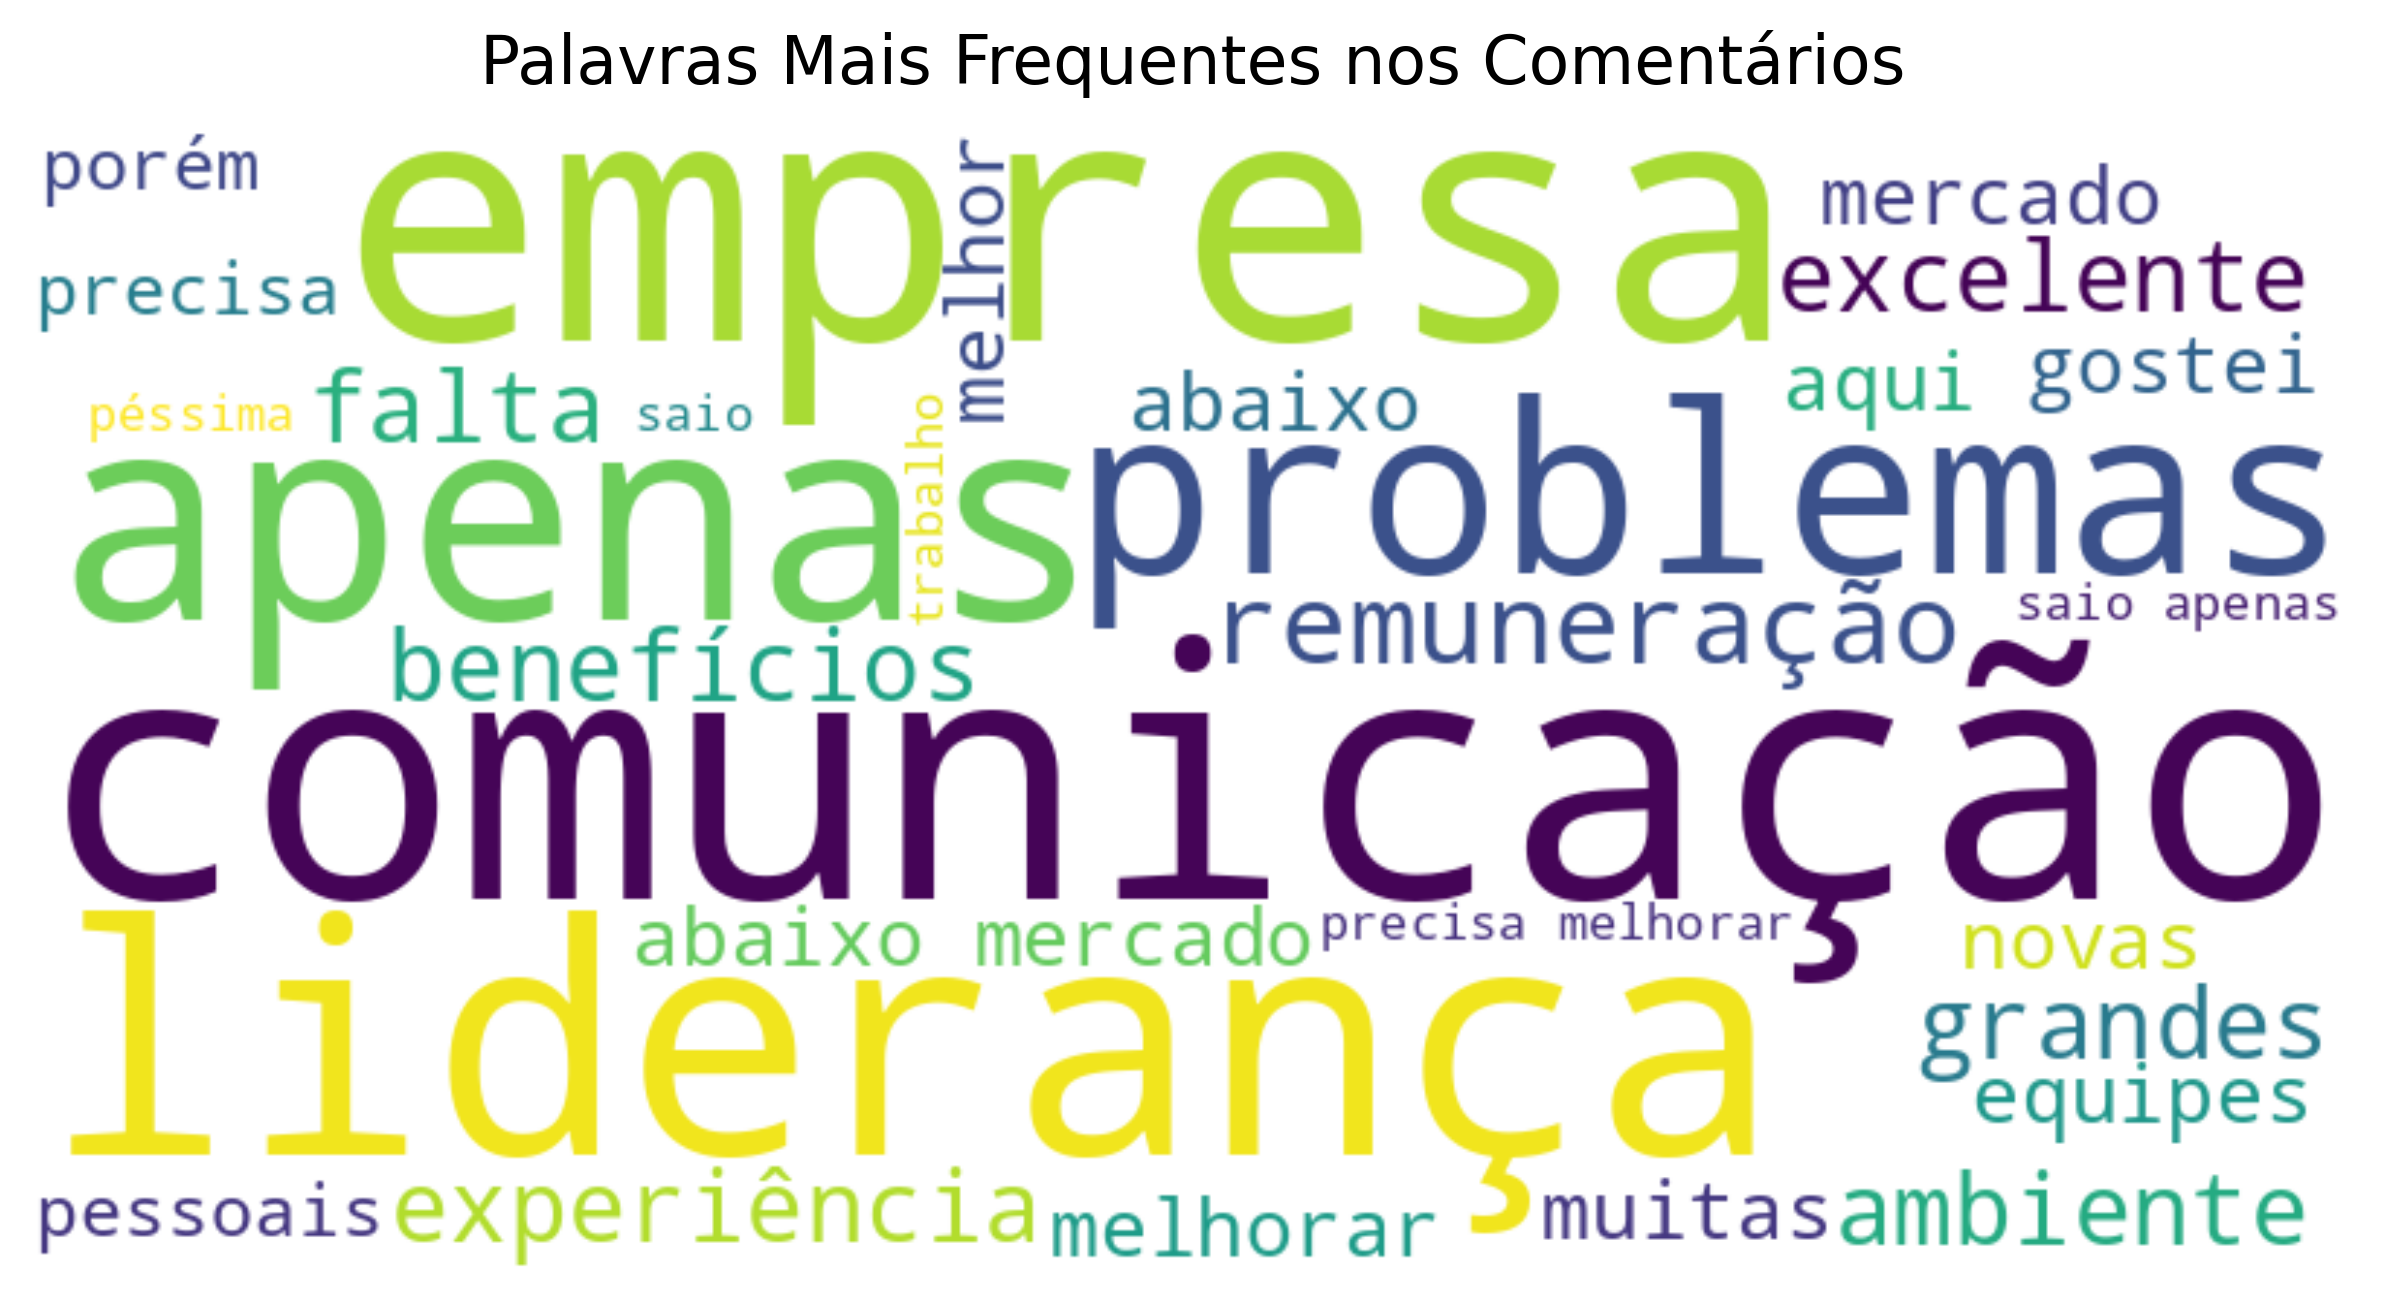 Palavras Mais Frequentes nos Comentários
porém
empresa
melhor
mercado
precisa
excelente
péssima
falta
saio
abaixo
aqui
gostei
apenas
trabalho
problemas
benefícios
remuneração
saio apenas
comunicação
liderança
abaixo mercado
precisa melhorar
novas
grandes
equipes
pessoais
experiência
melhorar
muitas
ambiente